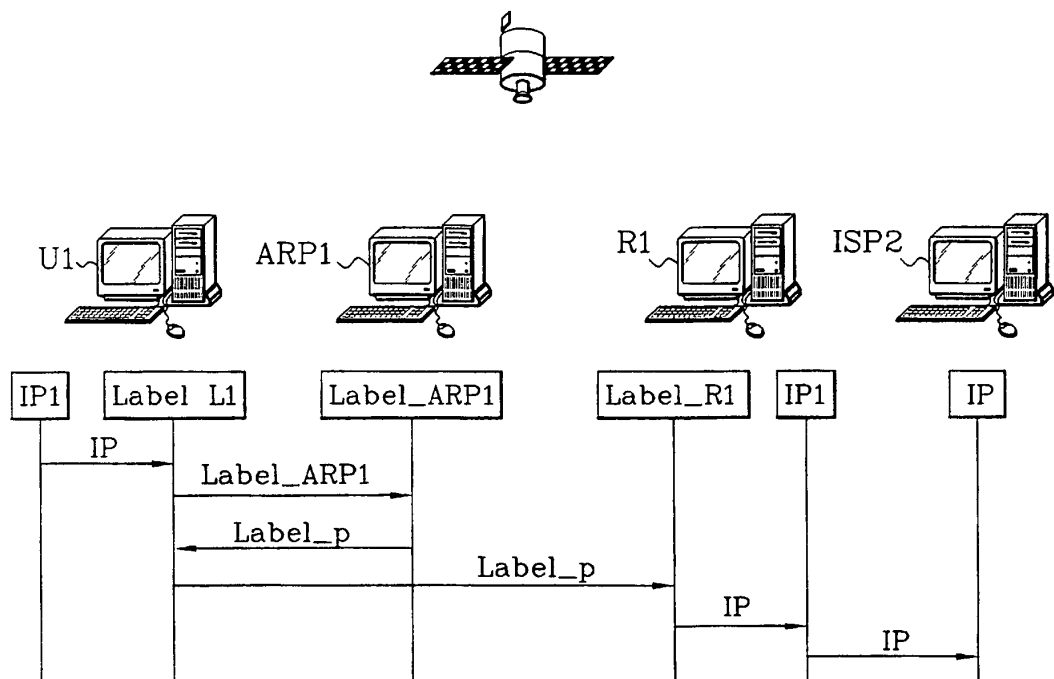 U1
ARP1
R1
ISP2
IP1
Label L1
Label_ARP1
Label_R1
IP1
IP
IP
Label_ARP1
Label_p
Label_p
IP
IP